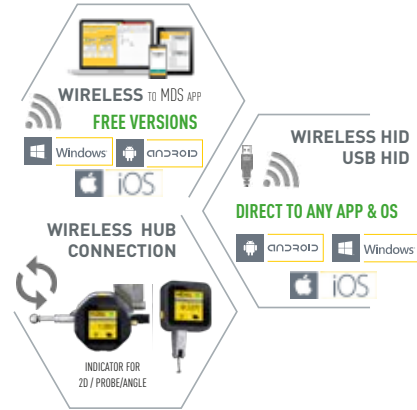 WIRELESS TO MDS APP
FREE VERSIONS
Windows
ANDROID
iOS
WIRELESS HID
USB HID
DIRECT TO ANY APP & OS
ANDROID
Windows
iOS
WIRELESS HUB
CONNECTION
INDICATOR FOR
2D / PROBE/ANGLE